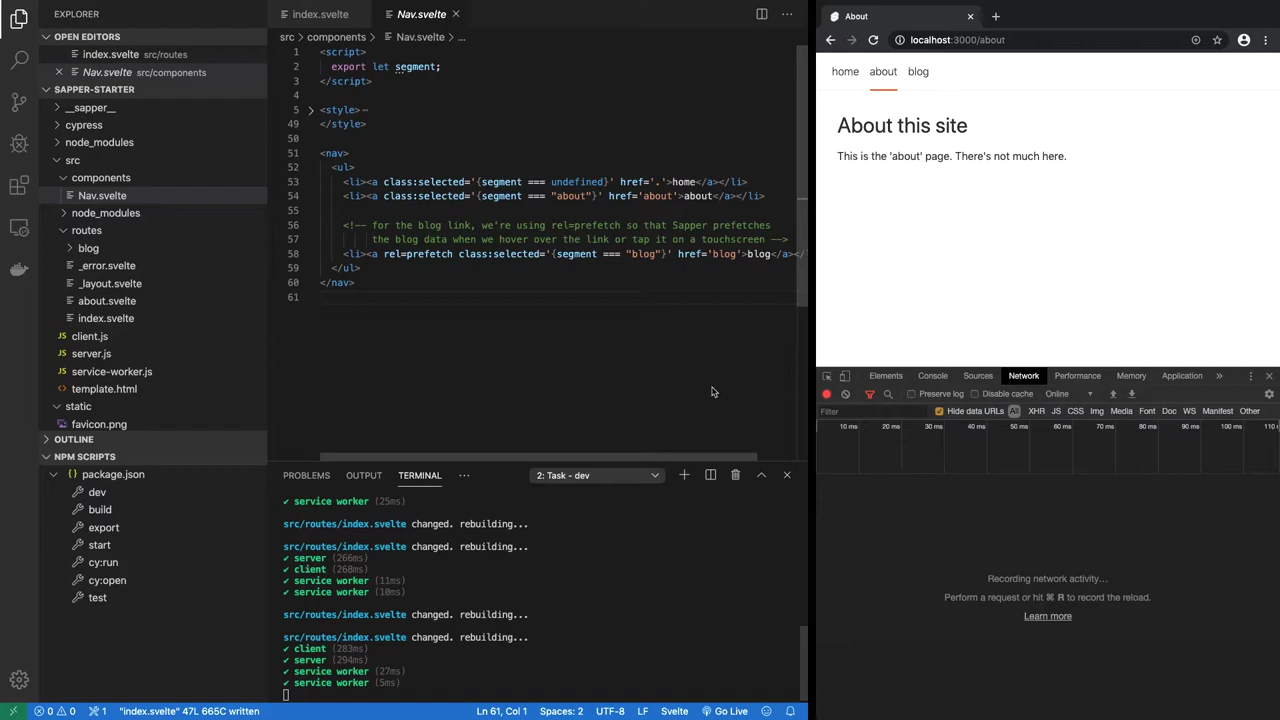 EXPLORER
OPEN EDITORS
index.svelte src/routes
Nav.svelte src/components
SAPPER-STARTER
__sapper__
cypress
node_modules
src
components
Nav.svelte
node_modules
routes
blog
_error.svelte
_layout.svelte
about.svelte
index.svelte
client.js
server.js
service-worker.js
template.html
static
favicon.png
OUTLINE
NPM SCRIPTS
package.json
dev
build
export
start
cy:run
cy:open
test
index.svelte
Nav.svelte
src > components > Nav.svelte > ...
1 <script>
2 export let segment;
3 </script>
4
5 <style>
49 </style>
50
51 <nav>
52 <ul>
53 <li><a class:selected='{segment === undefined}' href='.'>home</a></li>
54 <li><a class:selected='{segment === "about"}' href='about'>about</a></li>
55
56 <!-- for the blog link, we're using rel=prefetch so that Sapper prefetches
57 the blog data when we hover over the link or tap it on a touchscreen -->
58 <li><a rel=prefetch class:selected='{segment === "blog"}' href='blog'>blog</a></
59 </ul>
60 </nav>
61
PROBLEMS OUTPUT TERMINAL ... 2: Task - dev
✔ service worker (25ms)
src/routes/index.svelte changed. rebuilding...
src/routes/index.svelte changed. rebuilding...
✔ server (266ms)
✔ client (268ms)
✔ service worker (11ms)
✔ service worker (10ms)
src/routes/index.svelte changed. rebuilding...
src/routes/index.svelte changed. rebuilding...
✔ client (283ms)
✔ server (294ms)
✔ service worker (27ms)
✔ service worker (5ms)
0 0 1 "index.svelte" 47L 665C written Ln 61, Col 1 Spaces: 2 UTF-8 LF Svelte Go Live
About
localhost:3000/about
home about blog
About this site
This is the 'about' page. There's not much here.
Elements Console Sources Network Performance Memory Application »
Preserve log Disable cache Online
Filter Hide data URLs All XHR JS CSS Img Media Font Doc WS Manifest Other
10 ms 20 ms 30 ms 40 ms 50 ms 60 ms 70 ms 80 ms 90 ms 100 ms 110
Recording network activity…
Perform a request or hit ⌘ R to record the reload.
Learn more